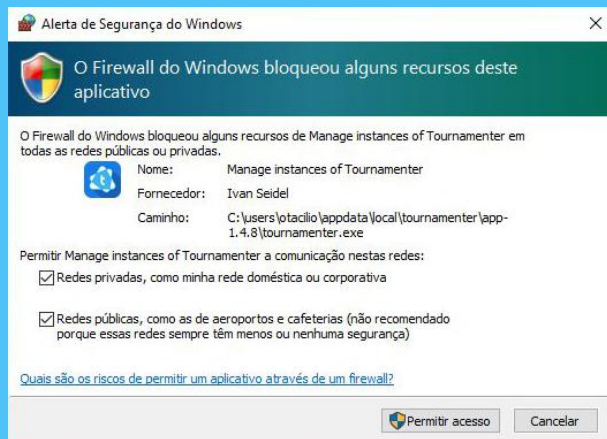 Alerta de Segurança do Windows
O Firewall do Windows bloqueou alguns recursos deste
aplicativo
O Firewall do Windows bloqueou alguns recursos de Manage instances of Tournamenter em
todas as redes públicas ou privadas.
Nome: Manage instances of Tournamenter
Fornecedor: Ivan Seidel
Caminho: C:\users\otacilio\appdata\local\tournamenter\app-
1.4.8\tournamenter.exe
Permitir Manage instances of Tournamenter a comunicação nestas redes:
Redes privadas, como minha rede doméstica ou corporativa
Redes públicas, como as de aeroportos e cafeterias (não recomendado
porque essas redes sempre têm menos ou nenhuma segurança)
Quais são os riscos de permitir um aplicativo através de um firewall?
Permitir acesso Cancelar